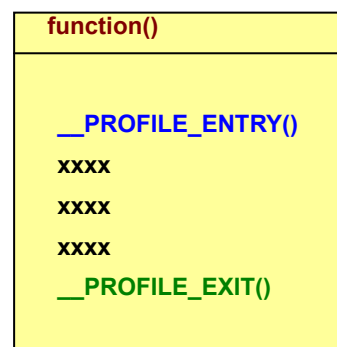 function()
__PROFILE_ENTRY()
xxxx
xxxx
xxxx
__PROFILE_EXIT()